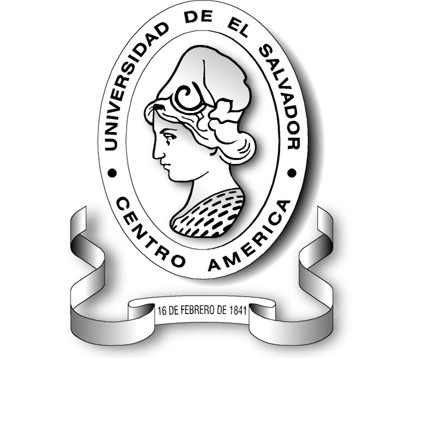 UNIVERSIDAD DE EL SALVADOR
CENTRO AMERICA
16 DE FEBRERO DE 1841